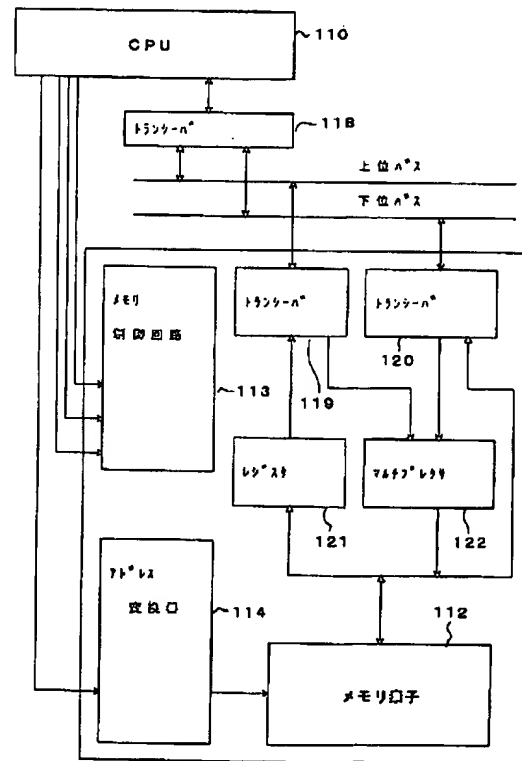 CPU
110
トランシーバ
118
上位バス
下位バス
メモリ
制御回路
113
トランシーバ
119
トランシーバ
120
レジスタ
121
マルチプレクサ
122
アドレス
114
112
メモリ素子